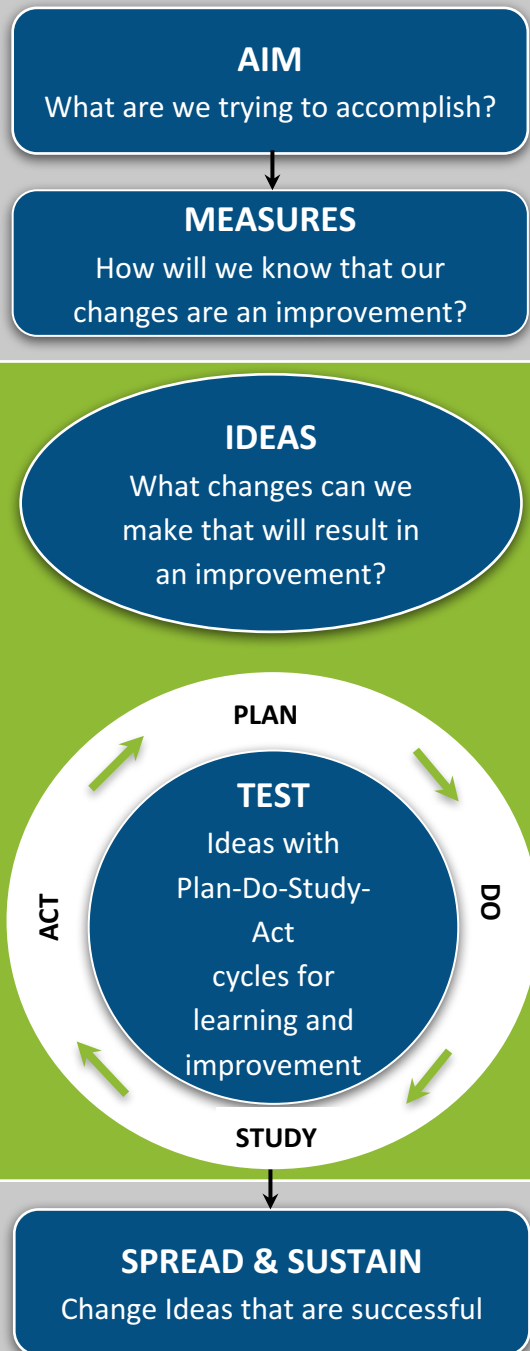 AIM
What are we trying to accomplish?
MEASURES
How will we know that our
changes are an improvement?
IDEAS
What changes can we
make that will result in
an improvement?
PLAN
TEST
Ideas with
Plan-Do-Study-
Act
cycles for
learning and
improvement
DO
STUDY
ACT
SPREAD & SUSTAIN
Change Ideas that are successful